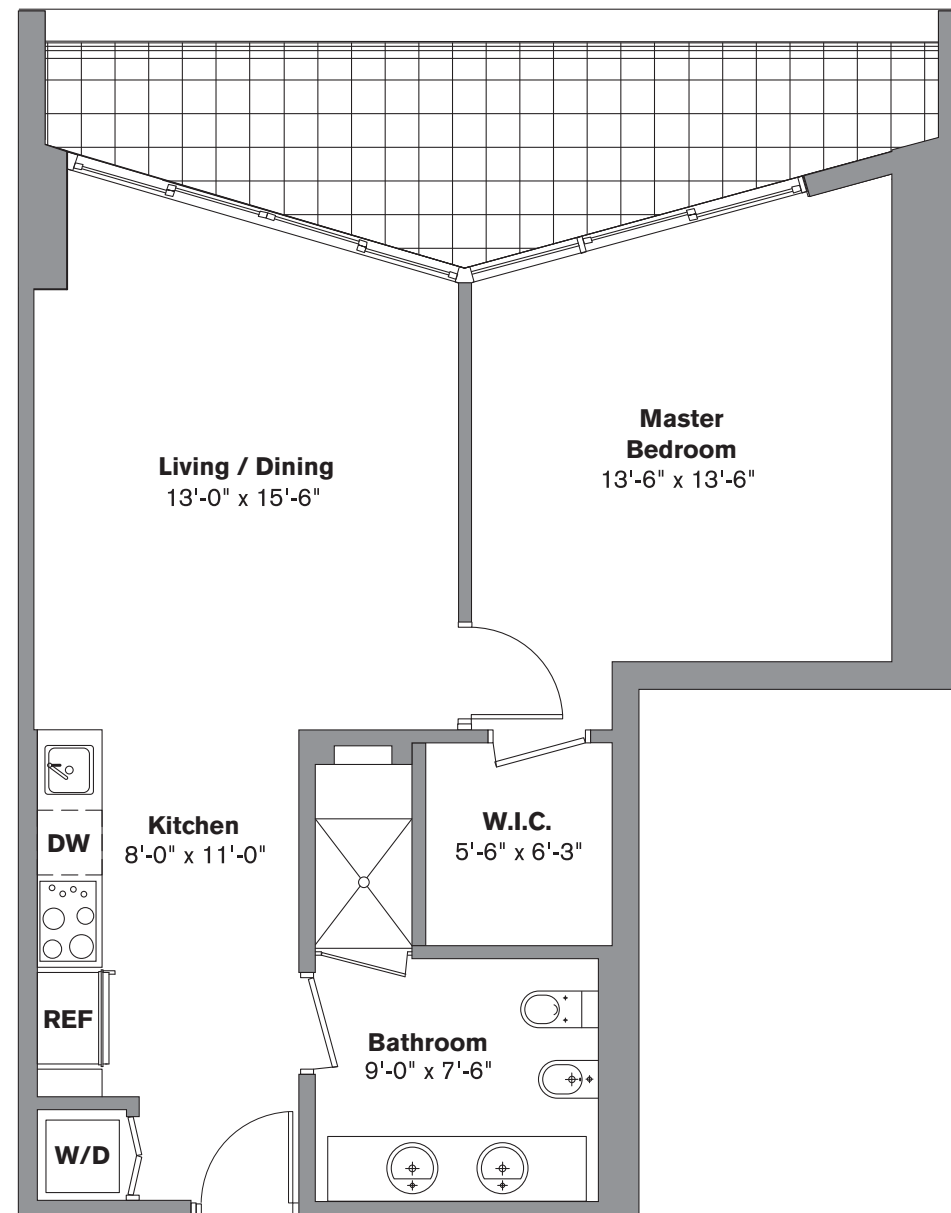 Master
Bedroom
13'-6" x 13'-6"
Living / Dining
13'-0" x 15'-6"
Kitchen
8'-0" x 11'-0"
W.I.C.
5'-6" x 6'-3"
DW
REF
Bathroom
9'-0" x 7'-6"
W/D